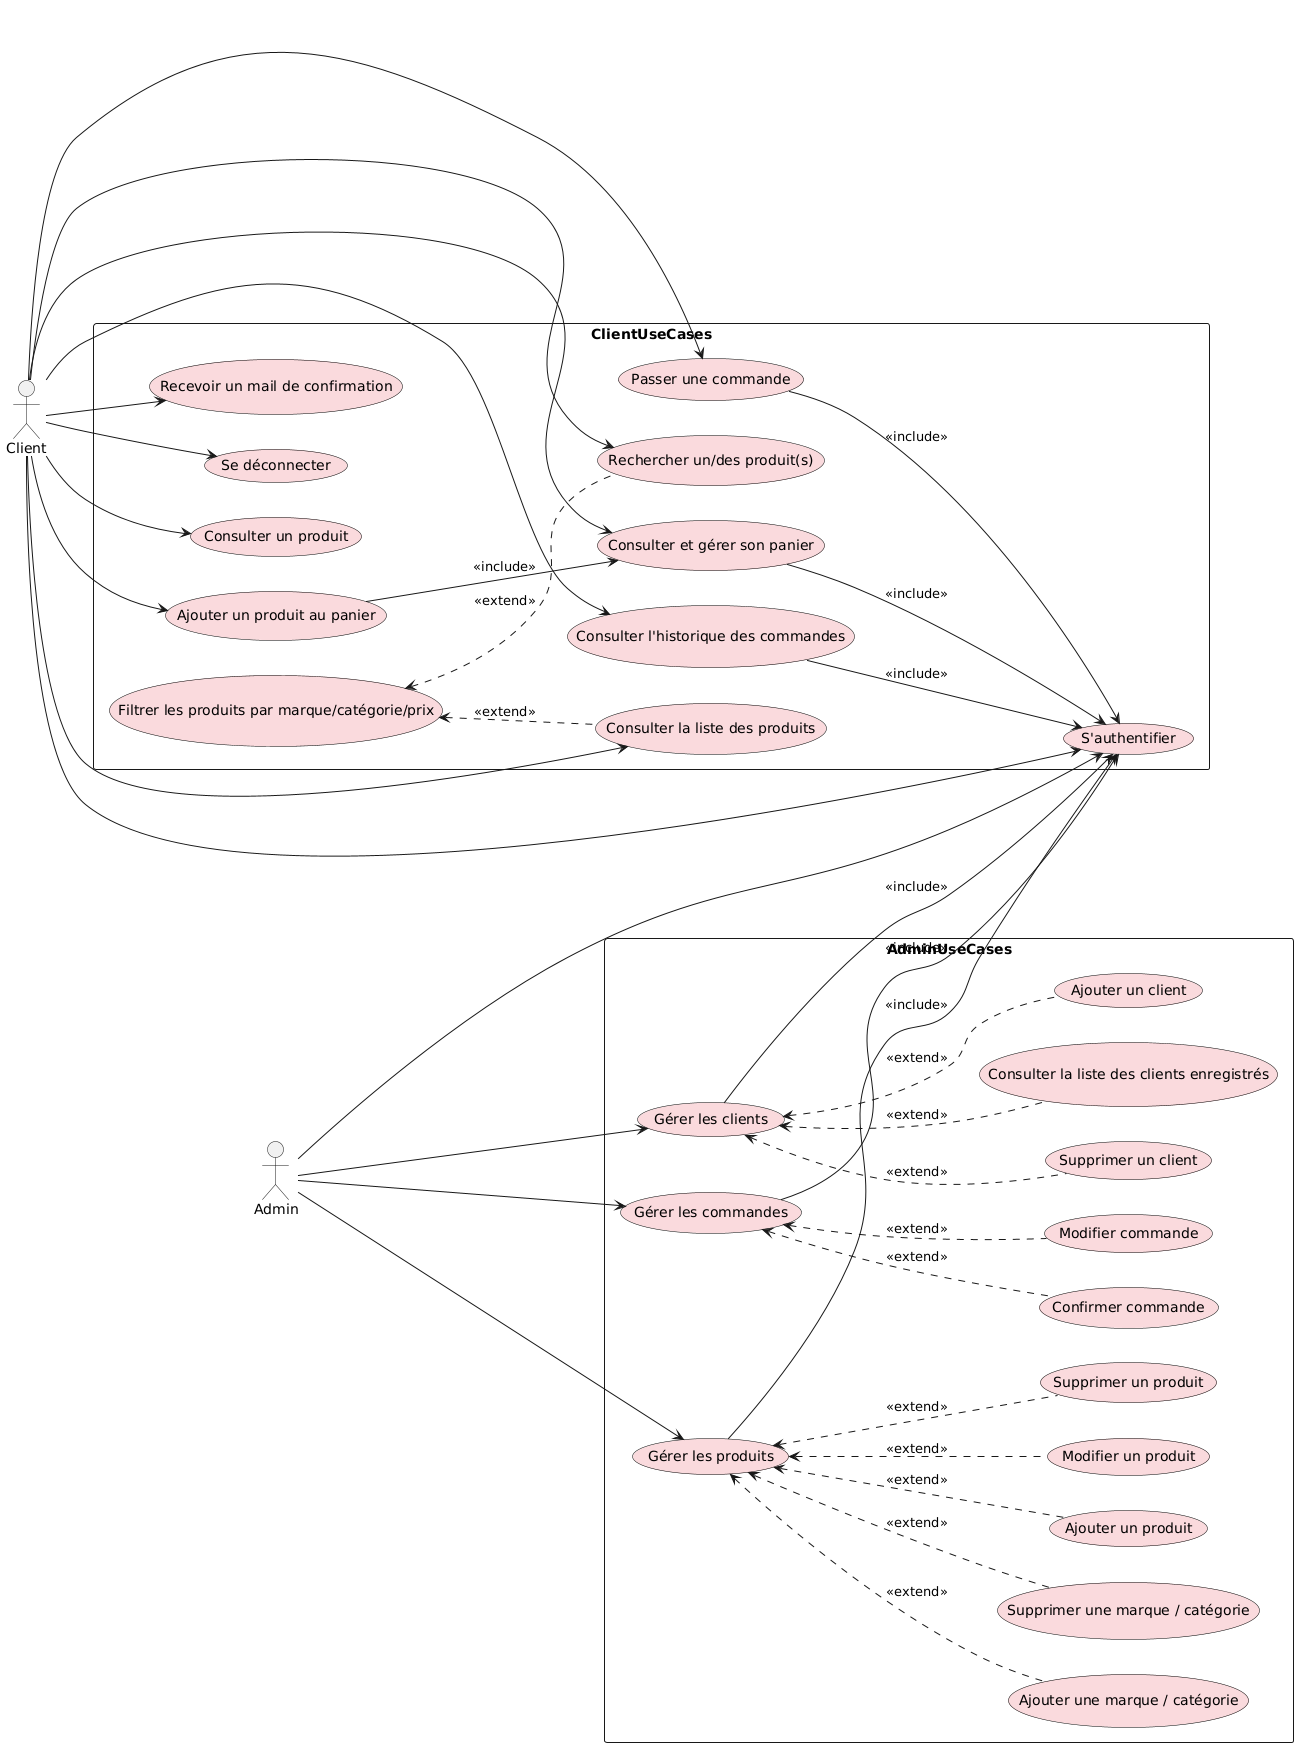 ClientUseCases
Passer une commande
Recevoir un mail de confirmation
Client
«include»
Rechercher un/des produit(s)
Se déconnecter
Consulter un produit
Consulter et gérer son panier
«include»
«include»
«extend»
Ajouter un produit au panier
Consulter l'historique des commandes
«include»
Filtrer les produits par marque/catégorie/prix
«extend»
Consulter la liste des produits
S'authentifier
«include»
«include»
AdminUseCases
Ajouter un client
«include»
«extend»
Consulter la liste des clients enregistrés
«extend»
Gérer les clients
Supprimer un client
«extend»
Admin
Gérer les commandes
«extend»
Modifier commande
«extend»
Confirmer commande
Supprimer un produit
«extend»
«extend»
Gérer les produits
Modifier un produit
«extend»
«extend»
Ajouter un produit
«extend»
Supprimer une marque / catégorie
Ajouter une marque / catégorie